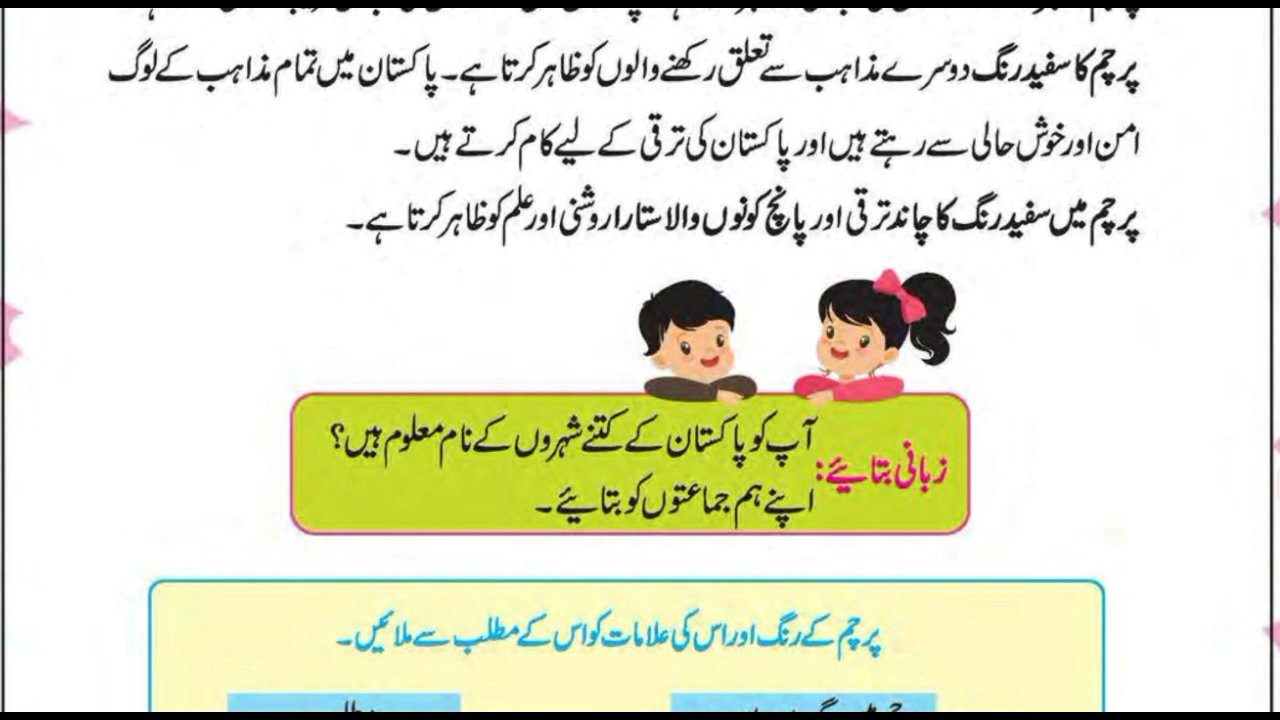 پرچم کا سفید رنگ دوسرے مذاہب سے تعلق رکھنے والوں کو ظاہر کرتا ہے۔ پاکستان میں تمام مذاہب کے لوگ
امن اور خوش حالی سے رہتے ہیں اور پاکستان کی ترقی کے لیے کام کرتے ہیں۔
پرچم میں سفید رنگ کا چاند ترقی اور پانچ کونوں والا ستارا روشنی اور علم کو ظاہر کرتا ہے۔
زبانی بتائیے:
آپ کو پاکستان کے کتنے شہروں کے نام معلوم ہیں؟
اپنے ہم جماعتوں کو بتائیے۔
پرچم کے رنگ اور اس کی علامات کو اس کے مطلب سے ملائیں۔